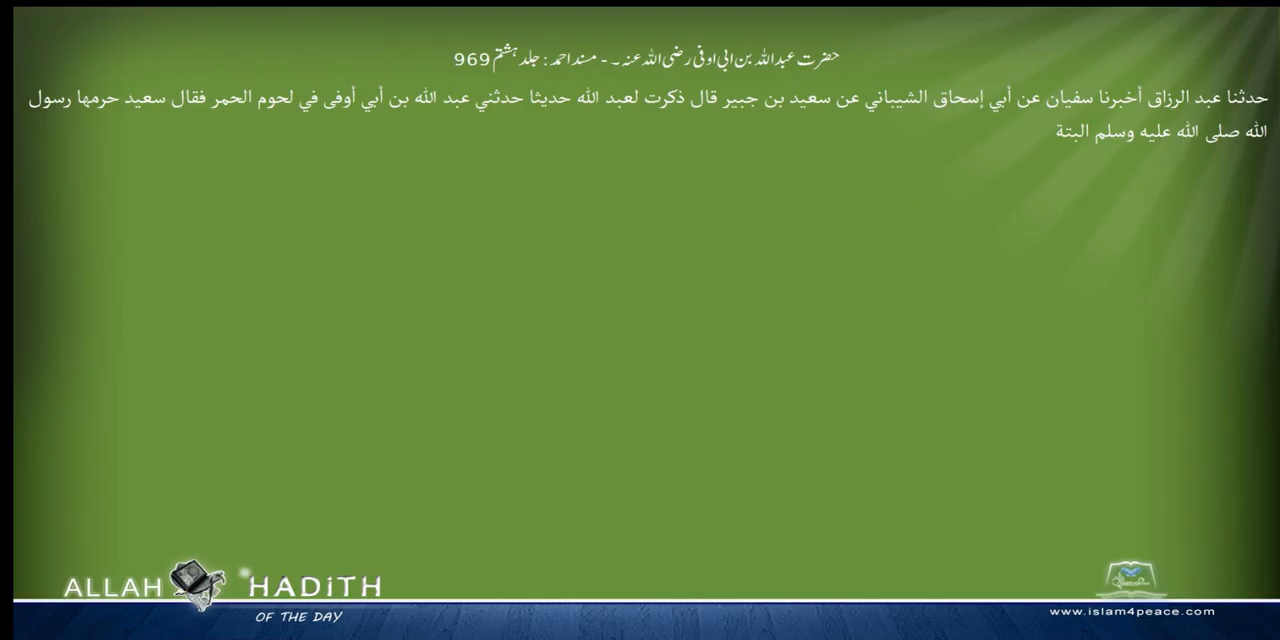 حضرت عبداللہ بن ابی اوفی رضی اللہ عنہ۔ - مسند احمد : جلد ہشتم 969
حدثنا عبد الرزاق أخبرنا سفيان عن أبي إسحاق الشيباني عن سعيد بن جبير قال ذكرت لعبد الله حديثا حدثني عبد الله بن أبي أوفى في لحوم الحمر فقال سعيد حرمها رسول
الله صلى الله عليه وسلم البتة
ALLAH HADITH
OF THE DAY
www.islam4peace.com